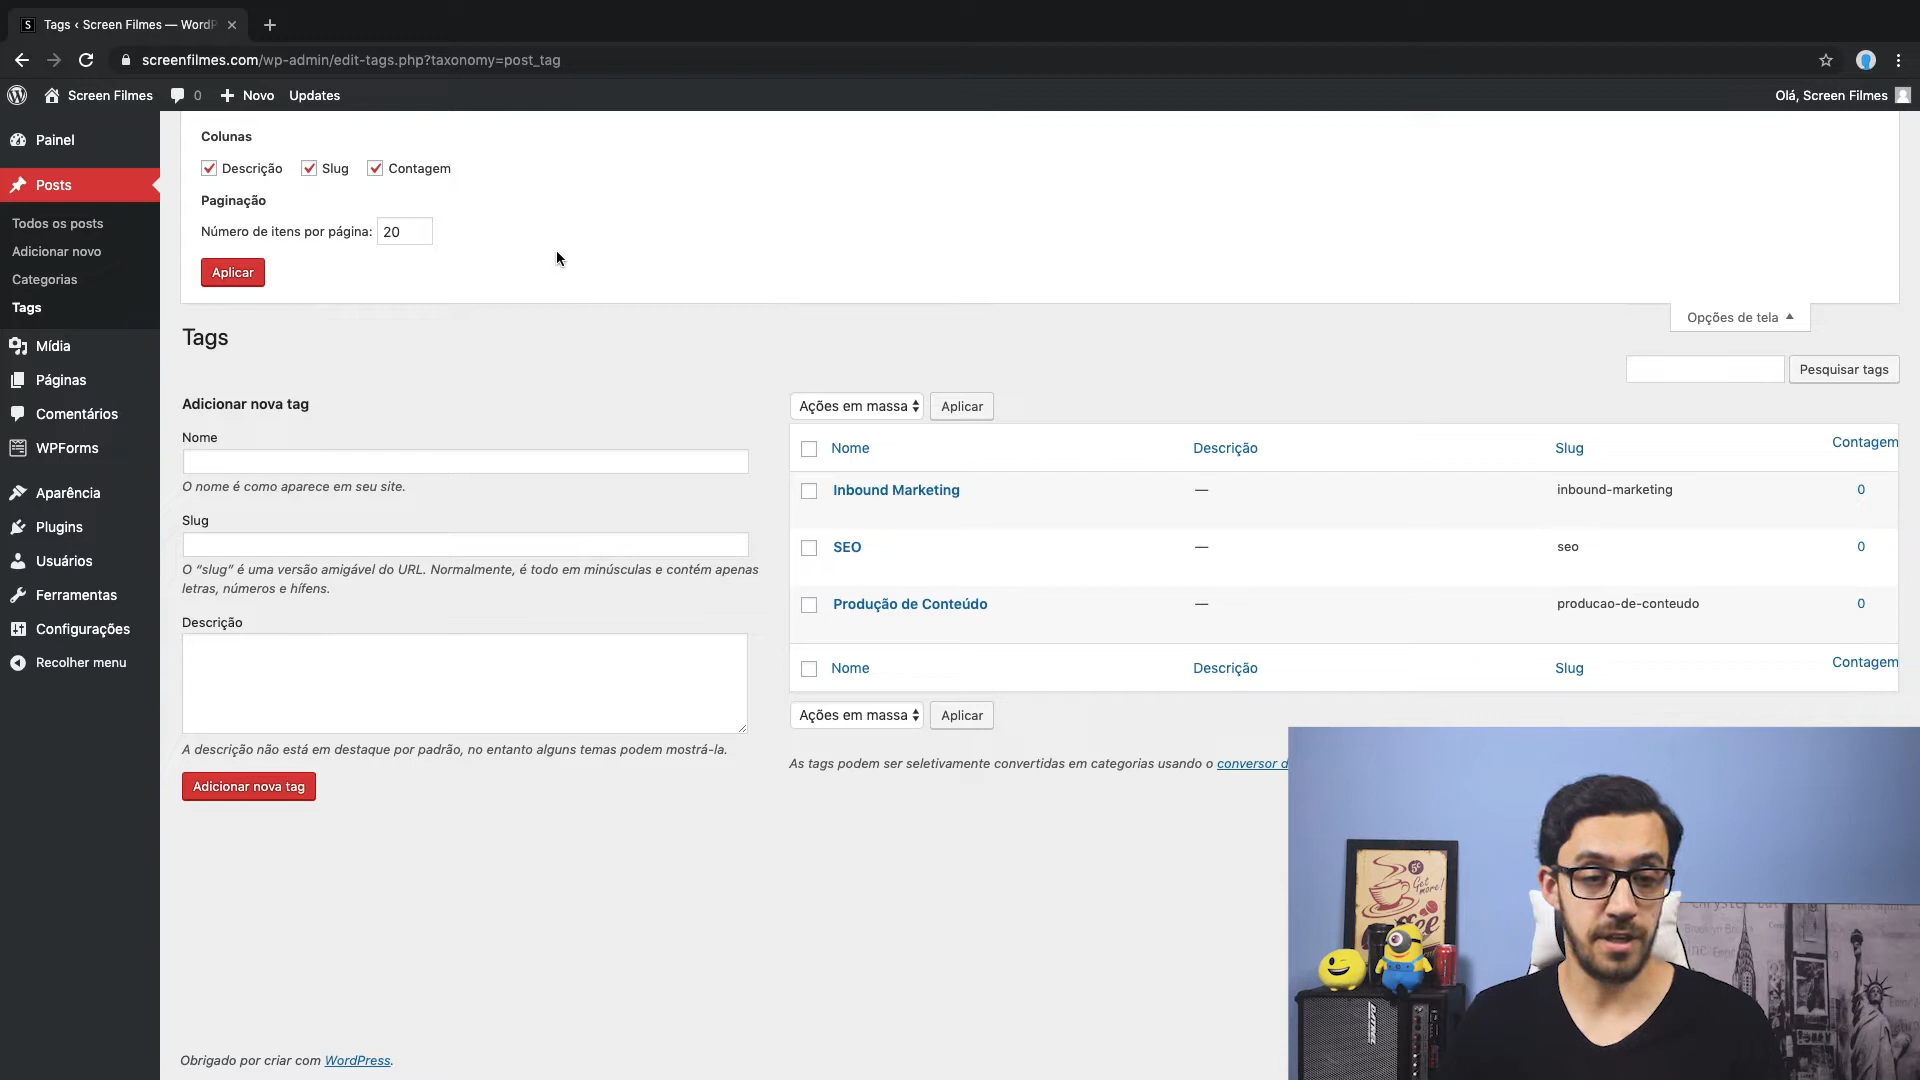 S Tags ‹ Screen Filmes — WordP
screenfilmes.com/wp-admin/edit-tags.php?taxonomy=post_tag
Screen Filmes 0 Novo Updates Olá, Screen Filmes
Painel
Posts
Todos os posts
Adicionar novo
Categorias
Tags
Mídia
Páginas
Comentários
WPForms
Aparência
Plugins
Usuários
Ferramentas
Configurações
Recolher menu
Colunas
Descrição Slug Contagem
Paginação
Número de itens por página: 20
Aplicar
Opções de tela
Tags
Pesquisar tags
Adicionar nova tag
Nome
O nome é como aparece em seu site.
Slug
O “slug” é uma versão amigável do URL. Normalmente, é todo em minúsculas e contém apenas
letras, números e hífens.
Descrição
A descrição não está em destaque por padrão, no entanto alguns temas podem mostrá-la.
Adicionar nova tag
Ações em massa Aplicar
Nome Descrição Slug Contagem
Inbound Marketing — inbound-marketing 0
SEO — seo 0
Produção de Conteúdo — producao-de-conteudo 0
Nome Descrição Slug Contagem
Ações em massa Aplicar
As tags podem ser seletivamente convertidas em categorias usando o conversor d
5¢
Get
more!
Obrigado por criar com WordPress.